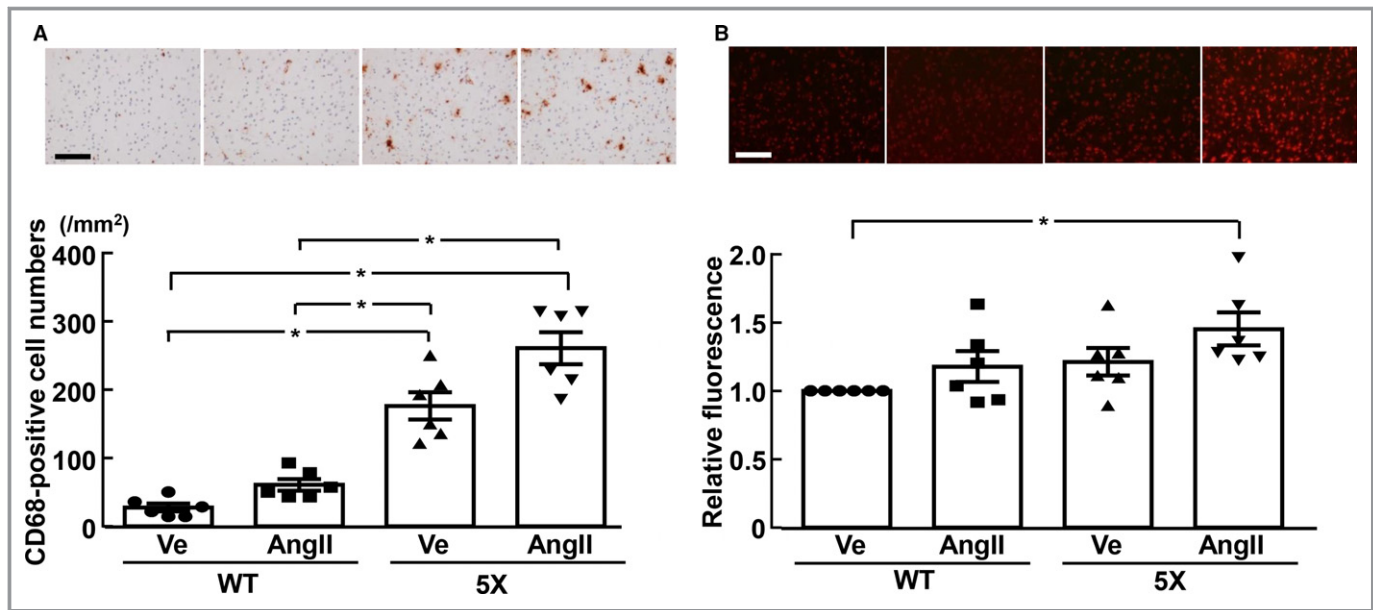 A
CD68-positive cell numbers
(/mm²)
400
300
200
100
0
*
*
*
*
Ve
AngII
Ve
AngII
WT
5X
B
Relative fluorescence
2.0
1.5
1.0
0.5
0
*
Ve
AngII
Ve
AngII
WT
5X